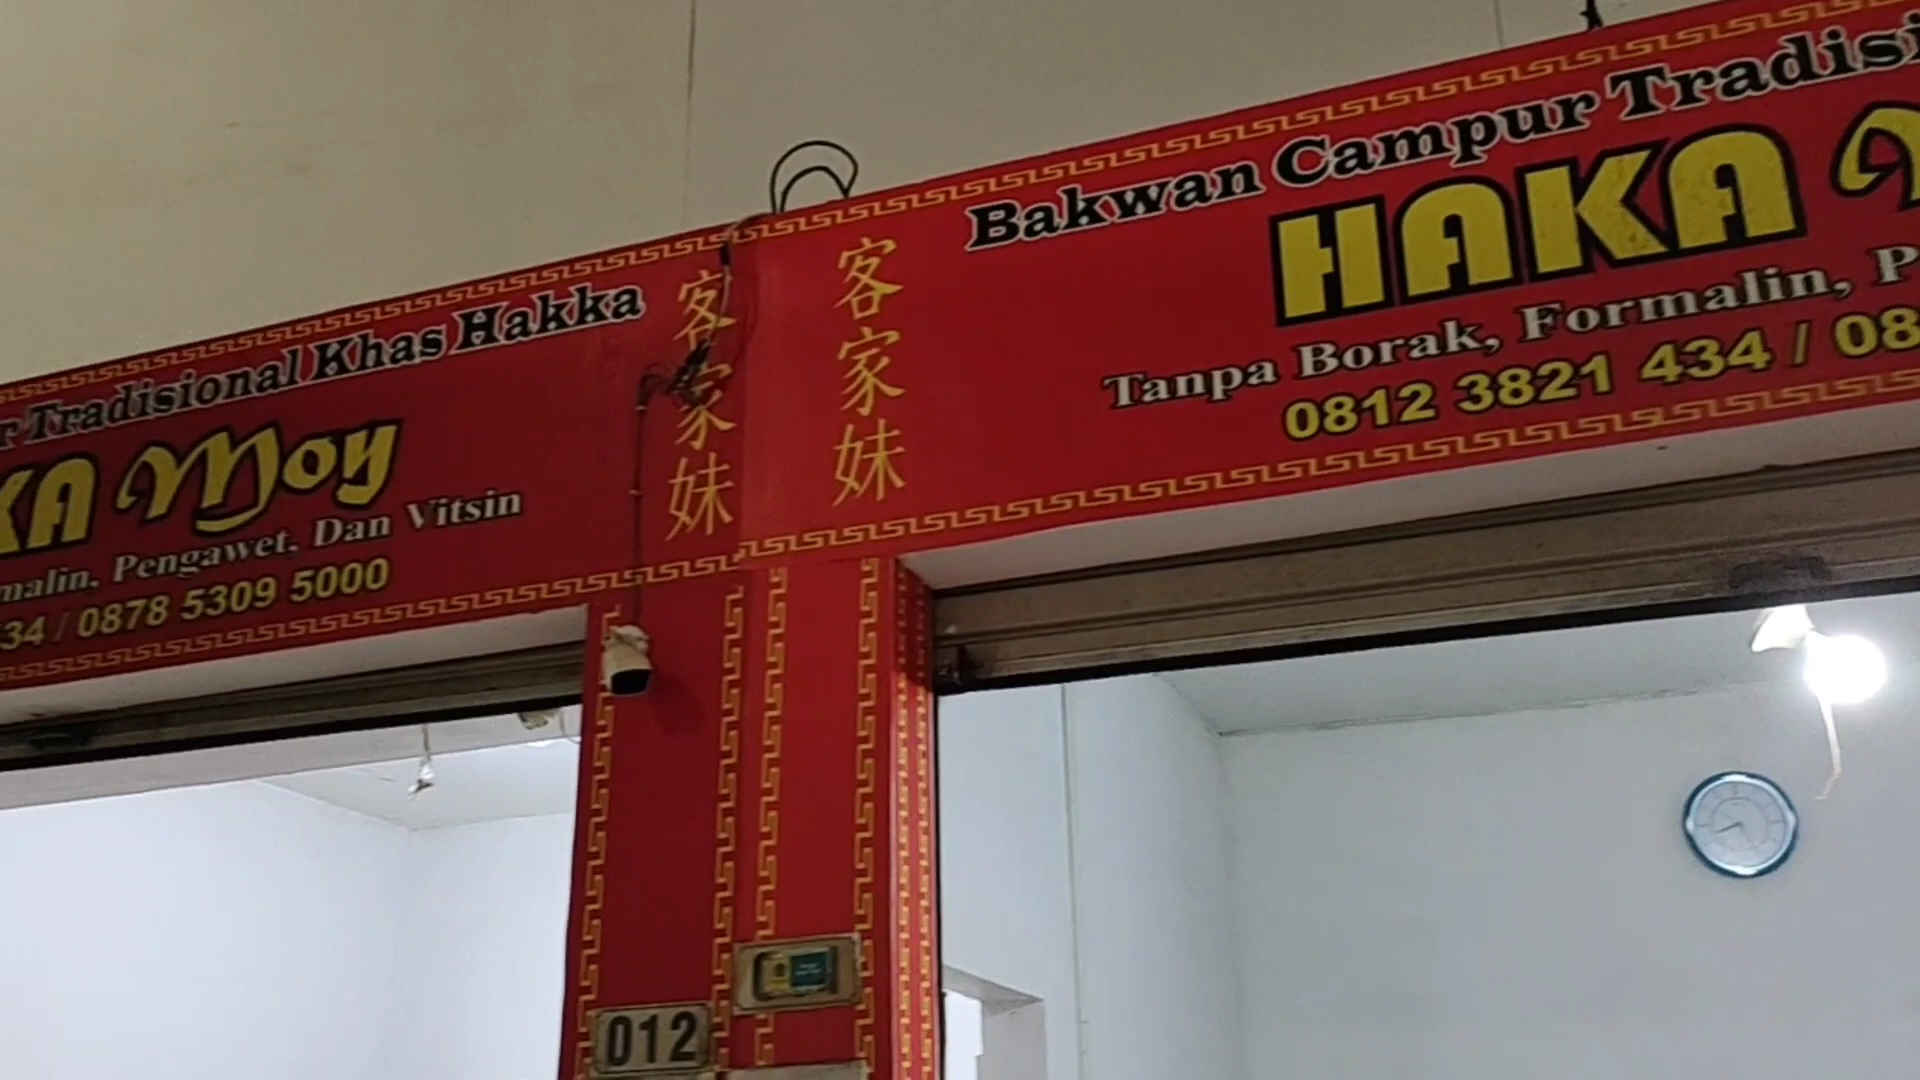 Tradisional Khas Hakka
KA Moy
malin. Pengawet. Dan Vitsin
34 / 0878 5309 5000
客家妹
客家妹
Bakwan Campur Tradisi
HAKA
Tanpa Borak, Formalin, P
0812 3821 434 / 08
012